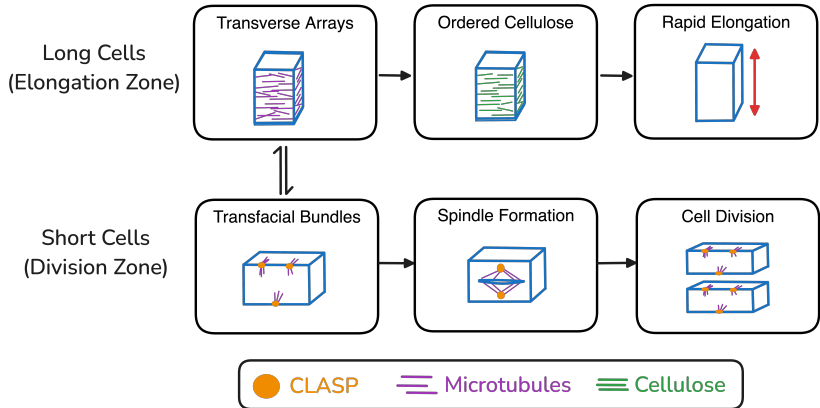 Transverse Arrays
Ordered Cellulose
Rapid Elongation
Long Cells
(Elongation Zone)
Transfacial Bundles
Spindle Formation
Cell Division
Short Cells
(Division Zone)
CLASP
Microtubules
Cellulose